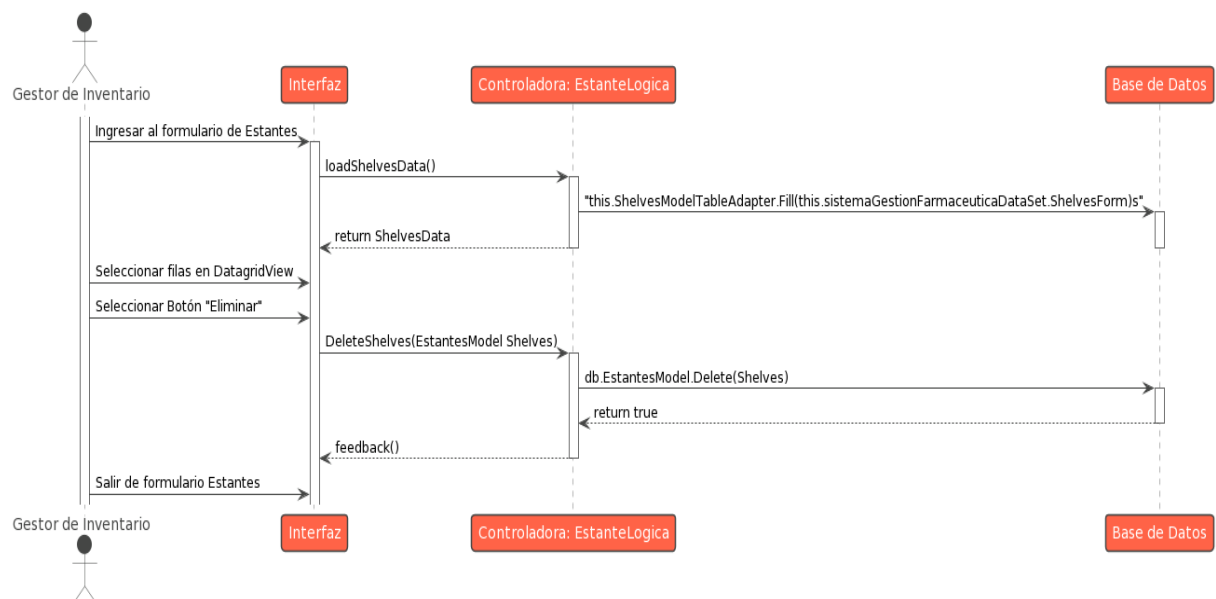 Gestor de Inventario
Interfaz
Controladora: EstanteLogica
Base de Datos
Ingresar al formulario de Estantes
loadShelvesData()
"this.ShelvesModelTableAdapter.Fill(this.sistemaGestionFarmaceuticaDataSet.ShelvesForm)s"
return ShelvesData
Seleccionar filas en DatagridView
Seleccionar Botón "Eliminar"
DeleteShelves(EstantesModel Shelves)
db.EstantesModel.Delete(Shelves)
return true
feedback()
Salir de formulario Estantes
Gestor de Inventario
Interfaz
Controladora: EstanteLogica
Base de Datos